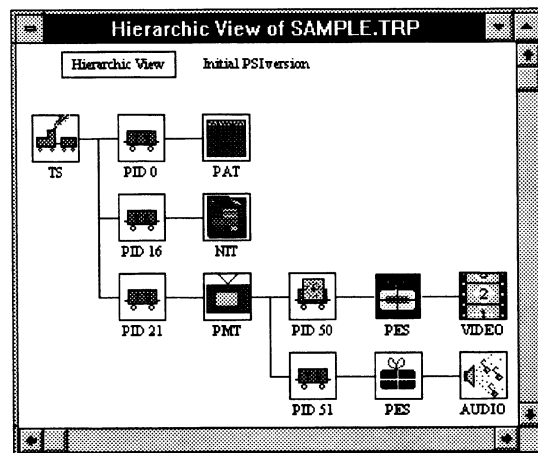 Hierarchic View of SAMPLE.TRP
Hierarchic View Initial PSI version
TS PID 0 PAT
PID 16 NIT
PID 21 PMT PID 50 PES VIDEO
2
PID 51 PES AUDIO